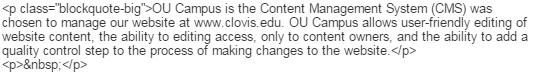 <p class="blockquote-big">OU Campus is the Content Management System (CMS) was
chosen to manage our website at www.clovis.edu. OU Campus allows user-friendly editing of
website content, the ability to editing access, only to content owners, and the ability to add a
quality control step to the process of making changes to the website.</p>
<p>&nbsp;</p>